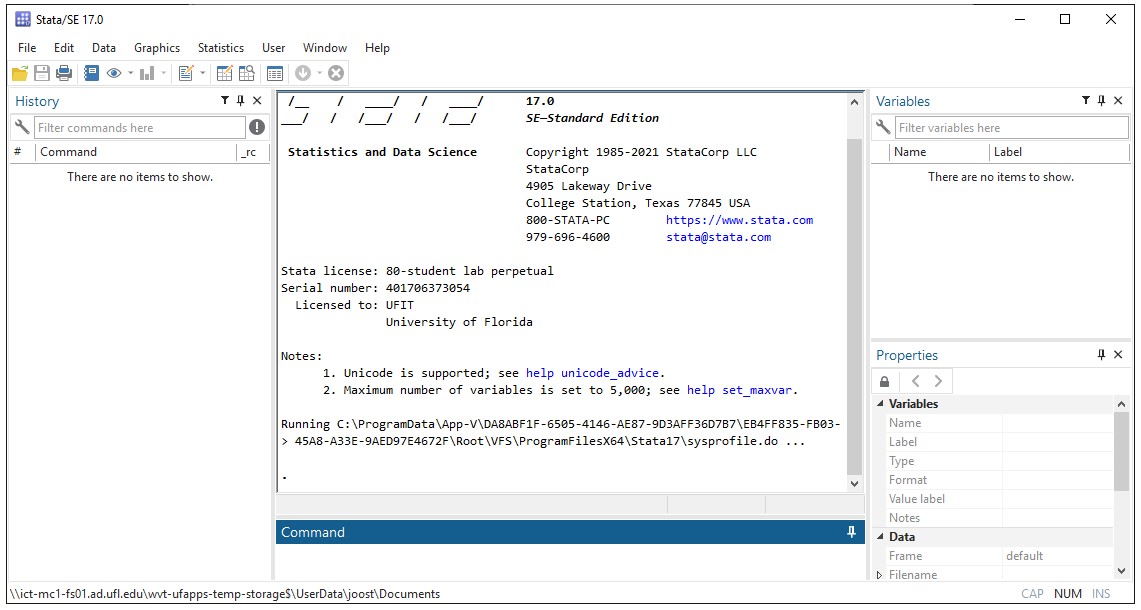 Stata/SE 17.0
File Edit Data Graphics Statistics User Window Help
History
Filter commands here
# Command _rc
There are no items to show.
17.0
SE—Standard Edition
Statistics and Data Science Copyright 1985-2021 StataCorp LLC
StataCorp
4905 Lakeway Drive
College Station, Texas 77845 USA
800-STATA-PC https://www.stata.com
979-696-4600 stata@stata.com
Stata license: 80-student lab perpetual
Serial number: 401706373054
Licensed to: UFIT
University of Florida
Notes:
1. Unicode is supported; see help unicode_advice.
2. Maximum number of variables is set to 5,000; see help set_maxvar.
Running C:\ProgramData\App-V\DA8ABF1F-6505-4146-AE87-9D3AFF36D7B7\EB4FF835-FB03-
> 45A8-A33E-9AED97E4672F\Root\VFS\ProgramFilesX64\Stata17\sysprofile.do ...
.
Command
Variables
Filter variables here
Name Label
There are no items to show.
Properties
Variables
Name
Label
Type
Format
Value label
Notes
Data
Frame default
Filename
\\ict-mc1-fs01.ad.ufl.edu\wvt-ufapps-temp-storage$\UserData\joost\Documents
CAP NUM INS